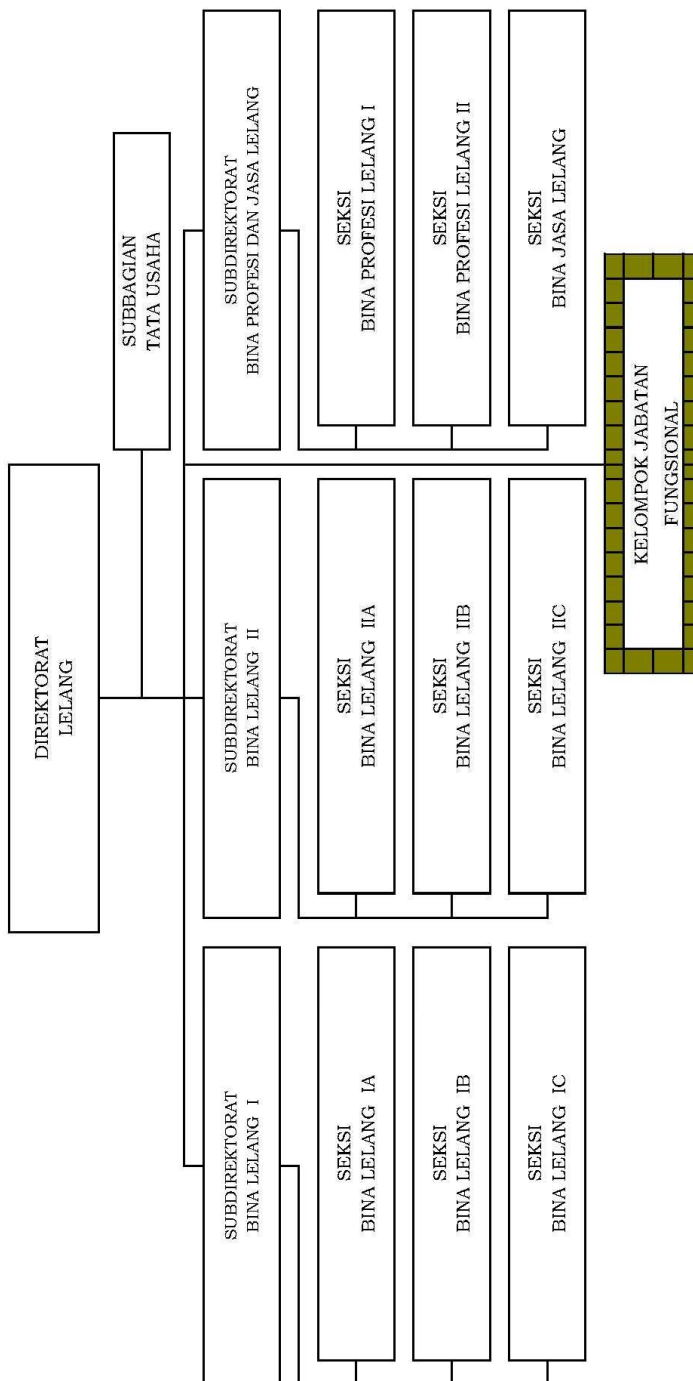 DIREKTORAT
LELANG
SUBBAGIAN
TATA USAHA
SUBDIREKTORAT
BINA LELANG I
SUBDIREKTORAT
BINA LELANG II
SUBDIREKTORAT
BINA PROFESI DAN JASA LELANG
SEKSI
BINA LELANG IA
SEKSI
BINA LELANG IIA
SEKSI
BINA PROFESI LELANG I
SEKSI
BINA LELANG IB
SEKSI
BINA LELANG IIB
SEKSI
BINA PROFESI LELANG II
SEKSI
BINA LELANG IC
SEKSI
BINA LELANG IIC
SEKSI
BINA JASA LELANG
KELOMPOK JABATAN
FUNGSIONAL